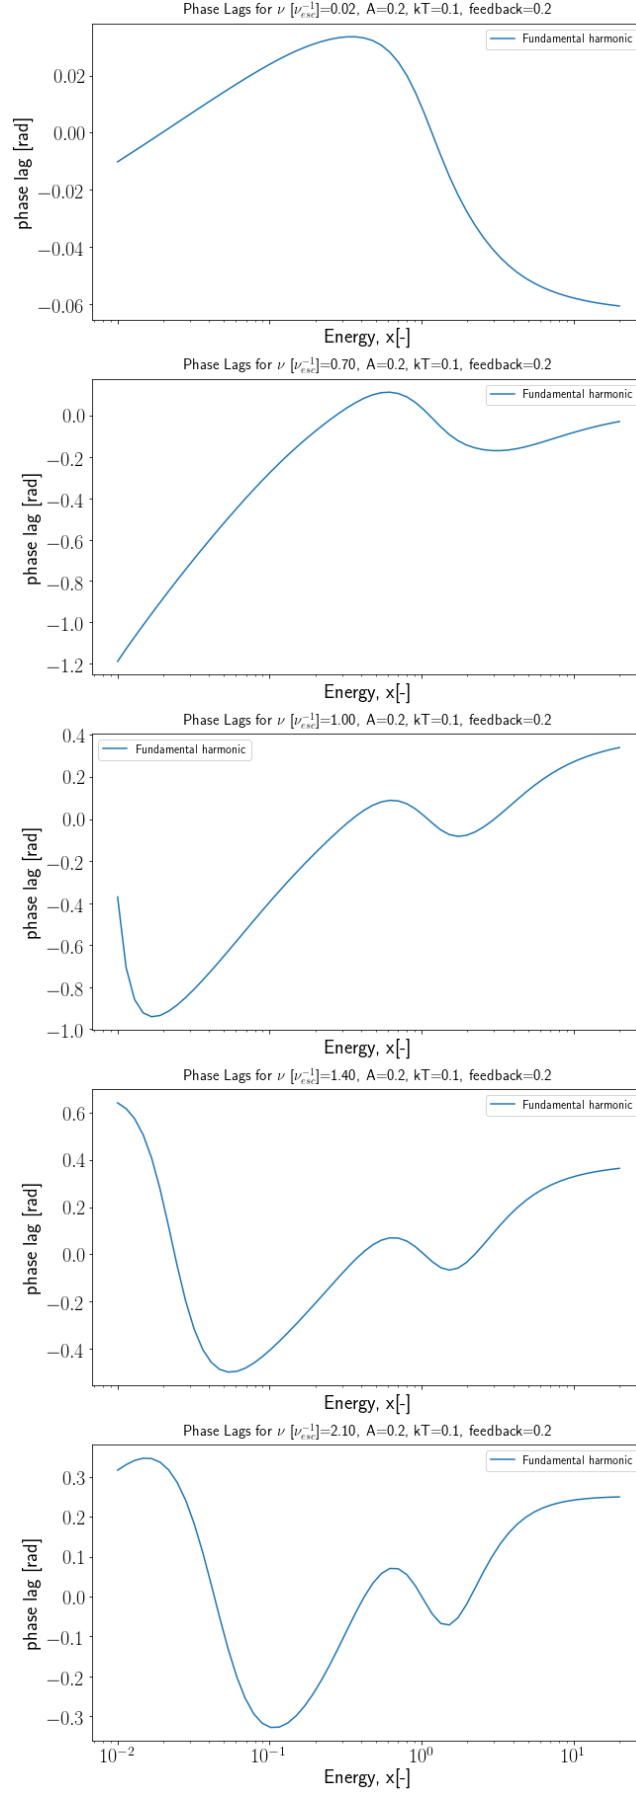 Phase Lags for ν [ν_esc^-1]=0.02, A=0.2, kT=0.1, feedback=0.2
Fundamental harmonic
phase lag [rad]
0.02
0.00
−0.02
−0.04
−0.06
Energy, x[-]
Phase Lags for ν [ν_esc^-1]=0.70, A=0.2, kT=0.1, feedback=0.2
Fundamental harmonic
phase lag [rad]
0.0
−0.2
−0.4
−0.6
−0.8
−1.0
−1.2
Energy, x[-]
Phase Lags for ν [ν_esc^-1]=1.00, A=0.2, kT=0.1, feedback=0.2
Fundamental harmonic
phase lag [rad]
0.4
0.2
0.0
−0.2
−0.4
−0.6
−0.8
−1.0
Energy, x[-]
Phase Lags for ν [ν_esc^-1]=1.40, A=0.2, kT=0.1, feedback=0.2
Fundamental harmonic
phase lag [rad]
0.6
0.4
0.2
0.0
−0.2
−0.4
Energy, x[-]
Phase Lags for ν [ν_esc^-1]=2.10, A=0.2, kT=0.1, feedback=0.2
Fundamental harmonic
phase lag [rad]
0.3
0.2
0.1
0.0
−0.1
−0.2
−0.3
10^−2 10^−1 10^0 10^1
Energy, x[-]